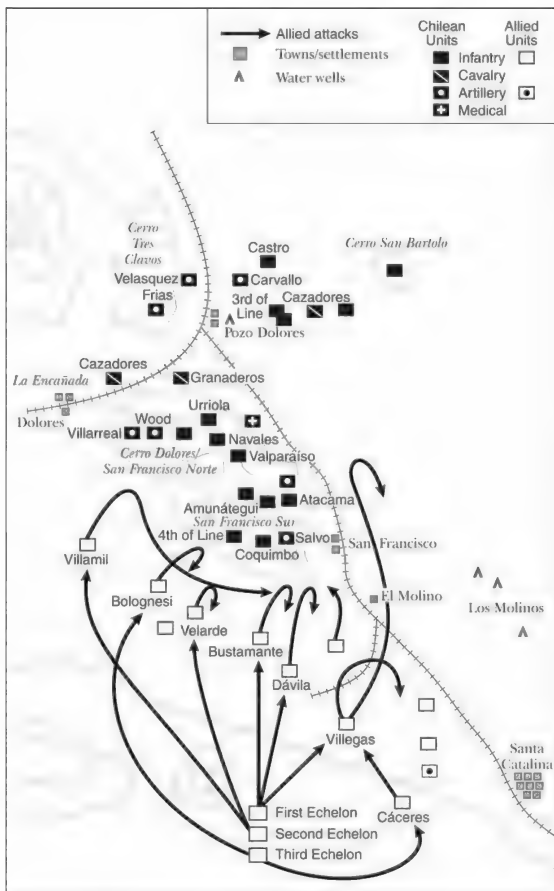 Allied attacks
Towns/settlements
Water wells
Chilean Units
Allied Units
Infantry
Cavalry
Artillery
Medical
Cerro Tres Clavos
Castro
Cerro San Bartolo
Velasquez
Carvallo
Frias
3rd of Line
Cazadores
Pozo Dolores
Cazadores
Granaderos
La Encañada
Dolores
Urriola
Wood
Villarreal
Navales
Cerro Dolores/
San Francisco Norte
Valparaíso
Amunátegui
Atacama
San Francisco Sur
4th of Line
Salvo
San Francisco
Coquimbo
Villamil
Bolognesi
El Molino
Los Molinos
Velarde
Bustamante
Dávila
Villegas
Santa Catalina
Cáceres
First Echelon
Second Echelon
Third Echelon